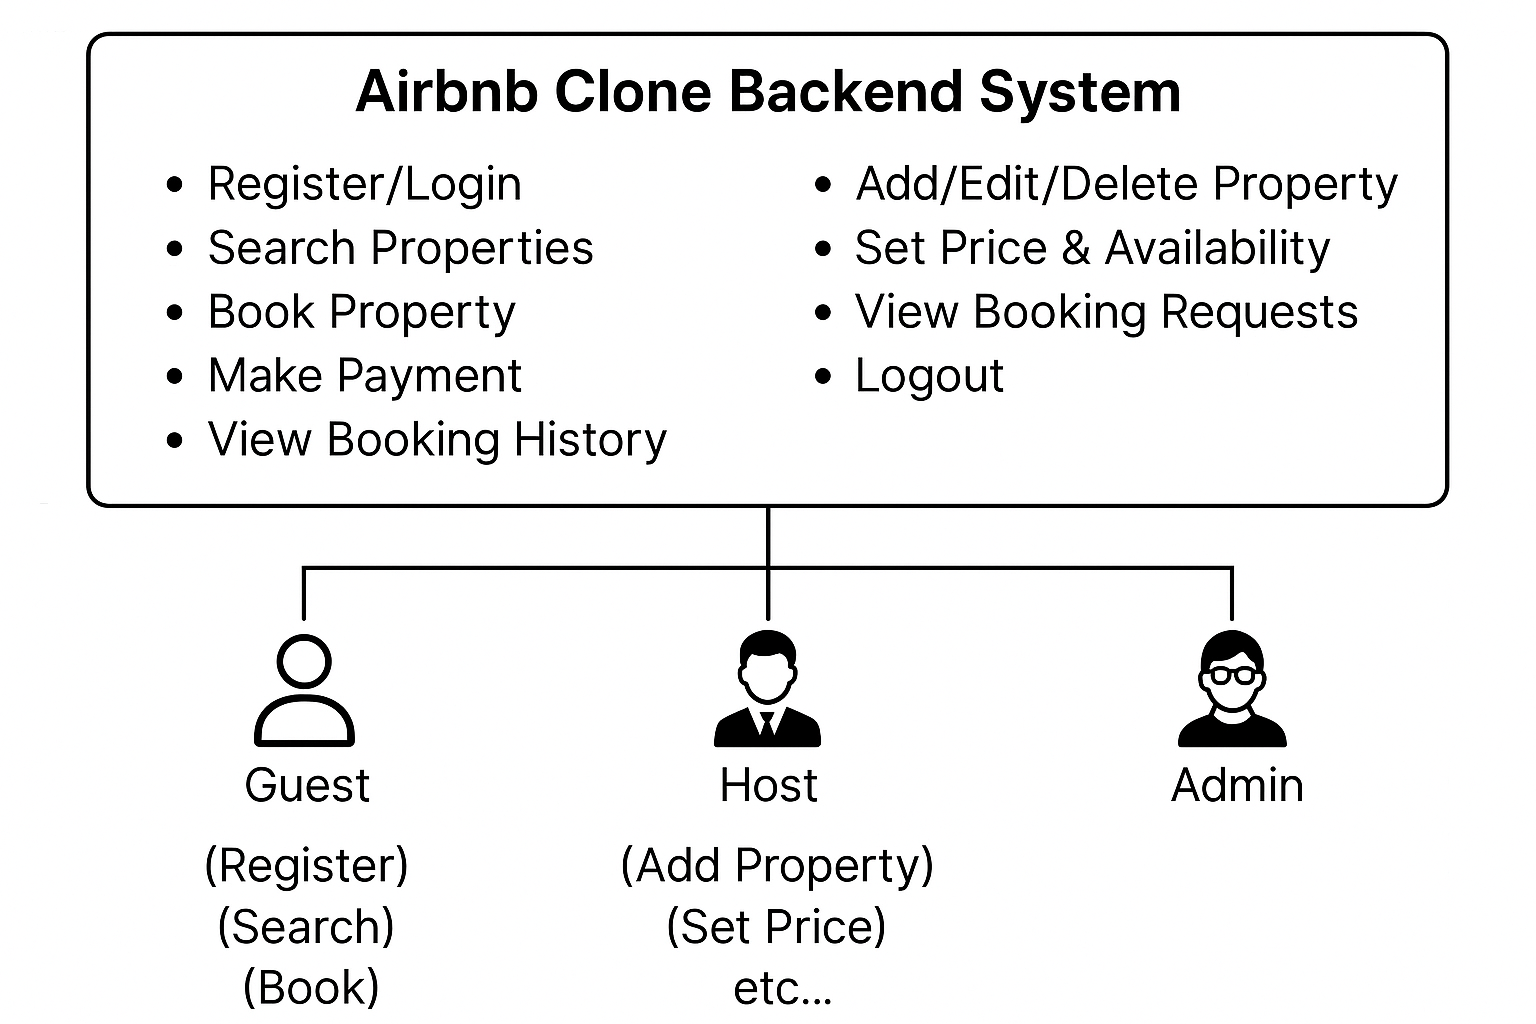 Airbnb Clone Backend System
• Register/Login
• Search Properties
• Book Property
• Make Payment
• View Booking History
• Add/Edit/Delete Property
• Set Price & Availability
• View Booking Requests
• Logout
Guest
(Register)
(Search)
(Book)
Host
(Add Property)
(Set Price)
etc...
Admin